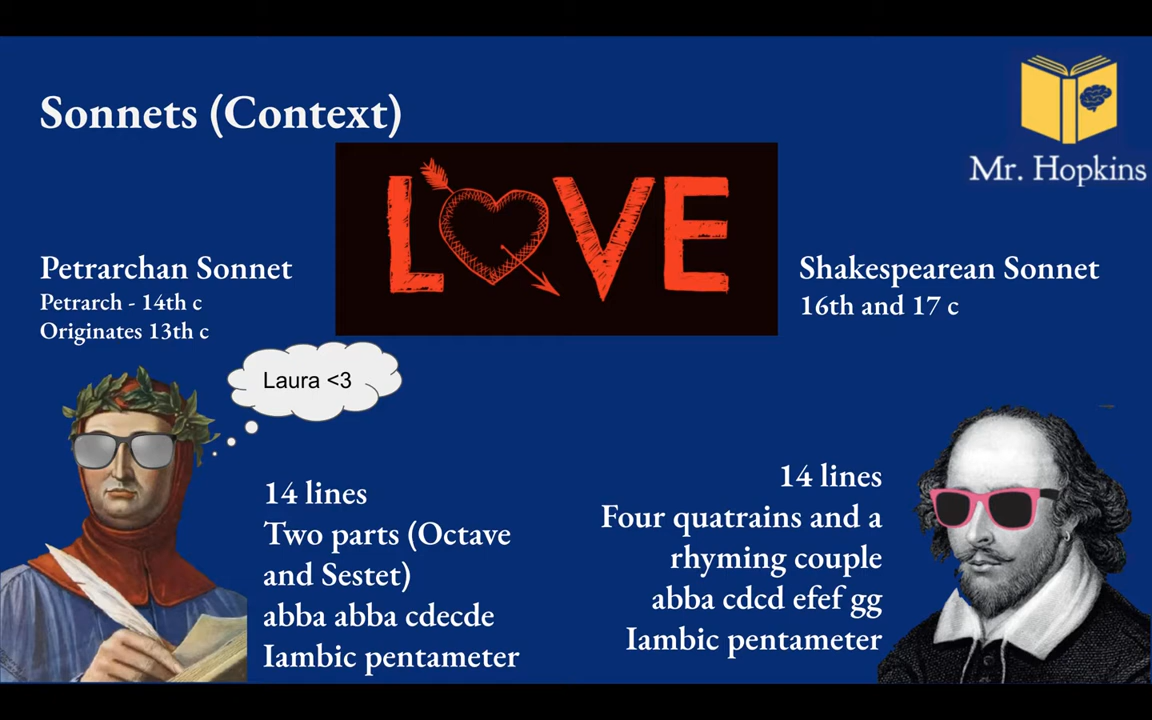 Sonnets (Context)
Mr. Hopkins
LOVE
Petrarchan Sonnet
Petrarch - 14th c
Originates 13th c
Shakespearean Sonnet
16th and 17 c
Laura <3
14 lines
Two parts (Octave
and Sestet)
abba abba cdecde
Iambic pentameter
14 lines
Four quatrains and a
rhyming couple
abba cdcd efef gg
Iambic pentameter